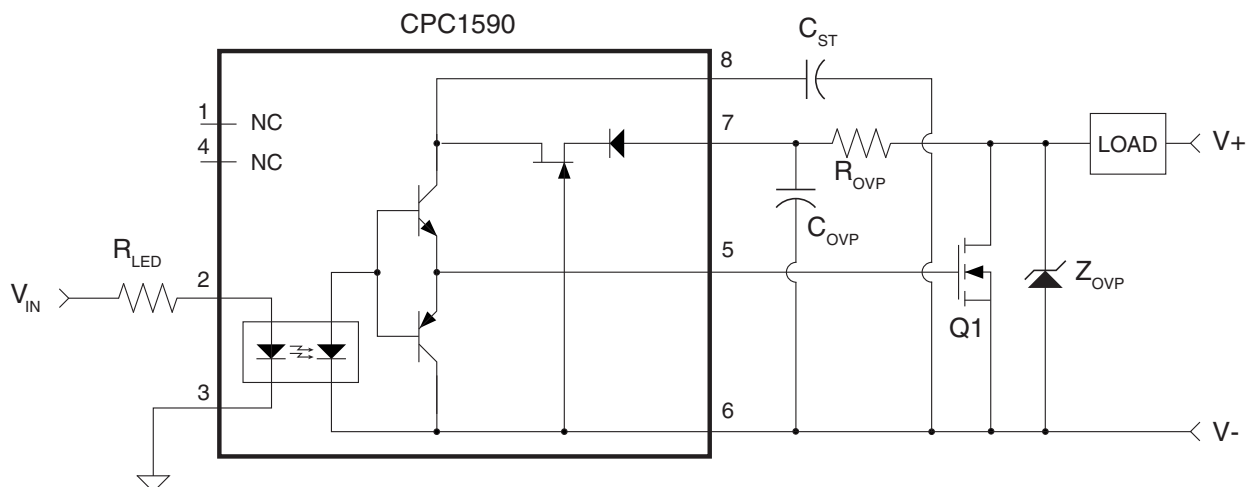 CPC1590
C_ST
8
1 NC
7
4 NC
LOAD
V+
R_OVP
C_OVP
5
R_LED
2
V_IN
Z_OVP
Q1
3
6
V-